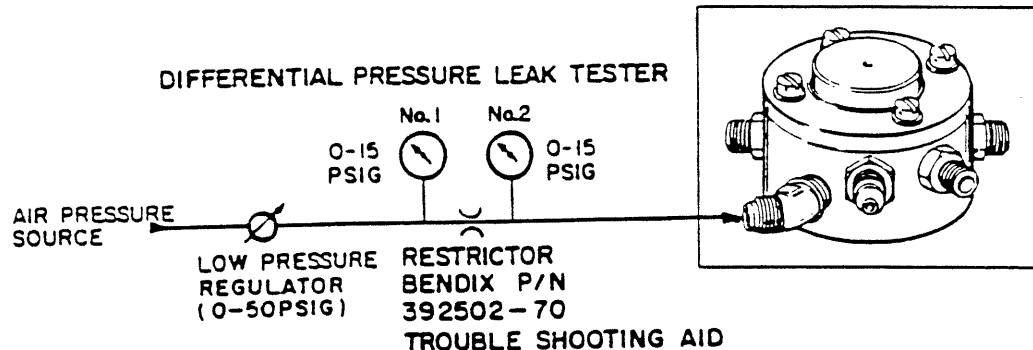 DIFFERENTIAL PRESSURE LEAK TESTER
No.1
No.2
0-15
PSIG
0-15
PSIG
AIR PRESSURE
SOURCE
LOW PRESSURE
REGULATOR
(0-50PSIG)
RESTRICTOR
BENDIX P/N
392502-70
TROUBLE SHOOTING AID